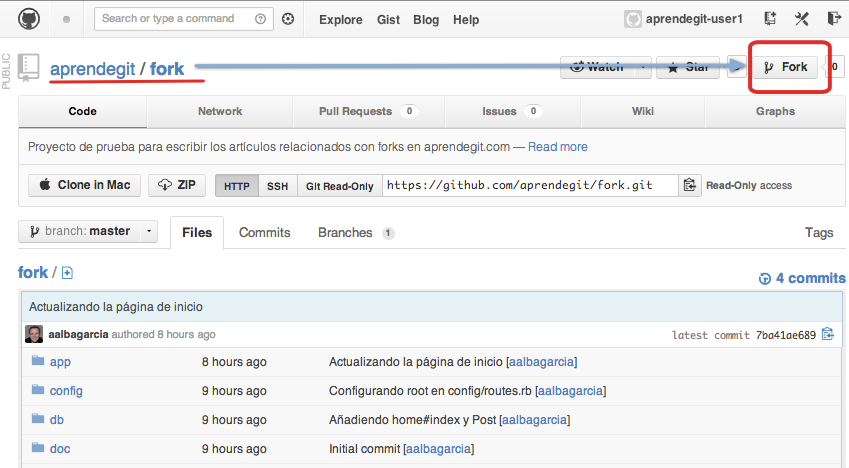 Search or type a command
Explore Gist Blog Help
aprendegit-user1
PUBLIC
aprendegit / fork
Watch Star Fork 0
Code Network Pull Requests 0 Issues 0 Wiki Graphs
Proyecto de prueba para escribir los artículos relacionados con forks en aprendegit.com — Read more
Clone in Mac ZIP HTTP SSH Git Read-Only https://github.com/aprendegit/fork.git Read-Only access
branch: master Files Commits Branches 1 Tags
fork /
4 commits
Actualizando la página de inicio
aalbagarcia authored 8 hours ago latest commit 7ba41ae689
app 8 hours ago Actualizando la página de inicio [aalbagarcia]
config 9 hours ago Configurando root en config/routes.rb [aalbagarcia]
db 9 hours ago Añadiendo home#index y Post [aalbagarcia]
doc 9 hours ago Initial commit [aalbagarcia]